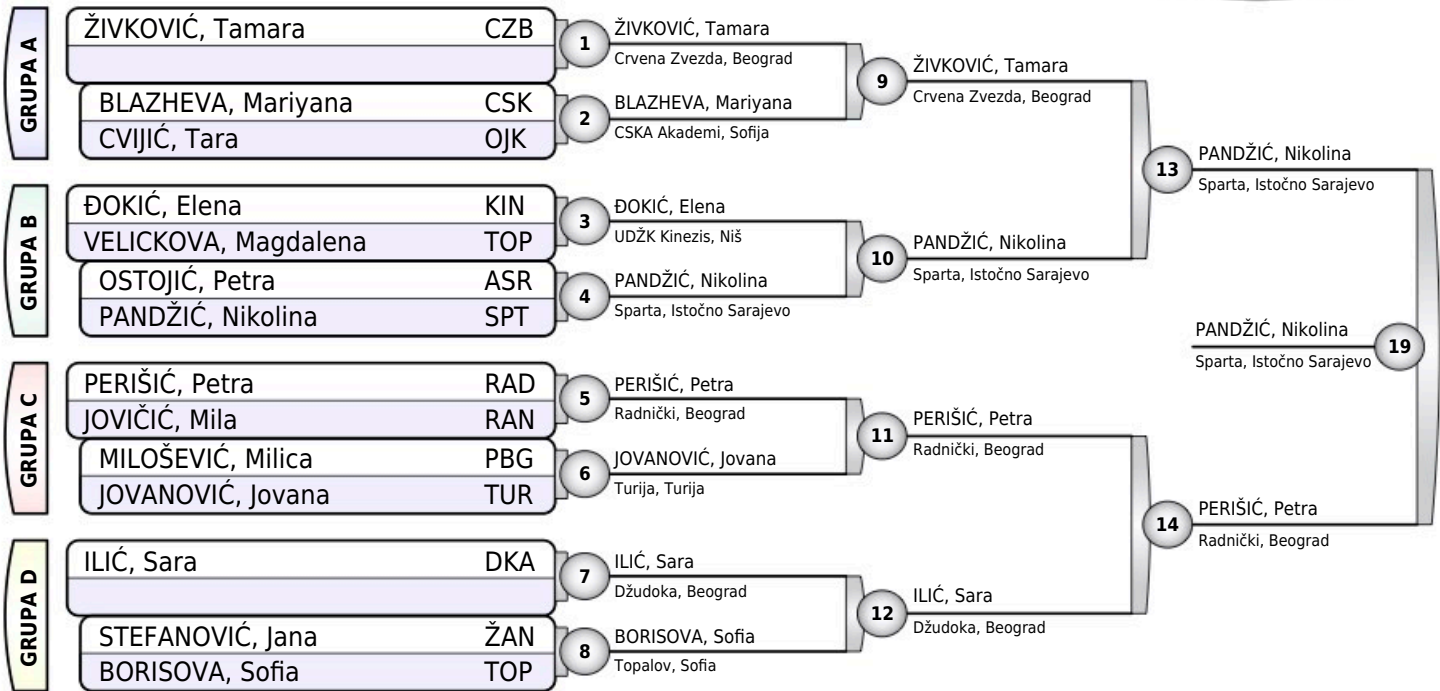 GRUPA A
ŽIVKOVIĆ, Tamara CZB
BLAZHEVA, Mariyana CSK
CVIJIĆ, Tara OJK
GRUPA B
ĐOKIĆ, Elena KIN
VELICKOVA, Magdalena TOP
OSTOJIĆ, Petra ASR
PANDŽIĆ, Nikolina SPT
GRUPA C
PERIŠIĆ, Petra RAD
JOVIČIĆ, Mila RAN
MILOŠEVIĆ, Milica PBG
JOVANOVIĆ, Jovana TUR
GRUPA D
ILIĆ, Sara DKA
STEFANOVIĆ, Jana ŽAN
BORISOVA, Sofia TOP
1
ŽIVKOVIĆ, Tamara
Crvena Zvezda, Beograd
2
BLAZHEVA, Mariyana
CSKA Akademi, Sofija
3
ĐOKIĆ, Elena
UDŽK Kinezis, Niš
4
PANDŽIĆ, Nikolina
Sparta, Istočno Sarajevo
5
PERIŠIĆ, Petra
Radnički, Beograd
6
JOVANOVIĆ, Jovana
Turija, Turija
7
ILIĆ, Sara
Džudoka, Beograd
8
BORISOVA, Sofia
Topalov, Sofia
9
ŽIVKOVIĆ, Tamara
Crvena Zvezda, Beograd
10
PANDŽIĆ, Nikolina
Sparta, Istočno Sarajevo
11
PERIŠIĆ, Petra
Radnički, Beograd
12
ILIĆ, Sara
Džudoka, Beograd
13
PANDŽIĆ, Nikolina
Sparta, Istočno Sarajevo
14
PERIŠIĆ, Petra
Radnički, Beograd
PANDŽIĆ, Nikolina
Sparta, Istočno Sarajevo
19